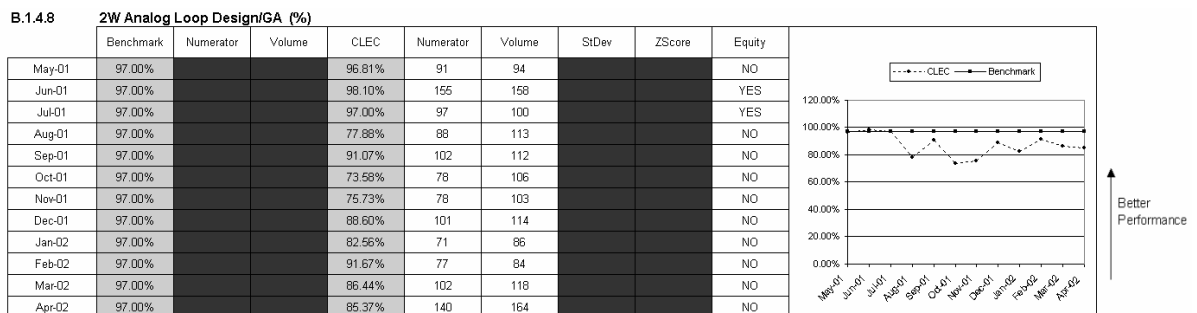 B.1.4.8 2W Analog Loop Design/GA (%)
Benchmark Numerator Volume CLEC Numerator Volume StDev ZScore Equity
May-01 97.00% 96.81% 91 94 NO
Jun-01 97.00% 98.10% 155 158 YES
Jul-01 97.00% 97.00% 97 100 YES
Aug-01 97.00% 77.88% 88 113 NO
Sep-01 97.00% 91.07% 102 112 NO
Oct-01 97.00% 73.58% 78 106 NO
Nov-01 97.00% 75.73% 78 103 NO
Dec-01 97.00% 88.60% 101 114 NO
Jan-02 97.00% 82.56% 71 86 NO
Feb-02 97.00% 91.67% 77 84 NO
Mar-02 97.00% 86.44% 102 118 NO
Apr-02 97.00% 85.37% 140 164 NO
CLEC Benchmark
120.00%
100.00%
80.00%
60.00%
40.00%
20.00%
0.00%
May-01 Jun-01 Jul-01 Aug-01 Sep-01 Oct-01 Nov-01 Dec-01 Jan-02 Feb-02 Mar-02 Apr-02
Better
Performance